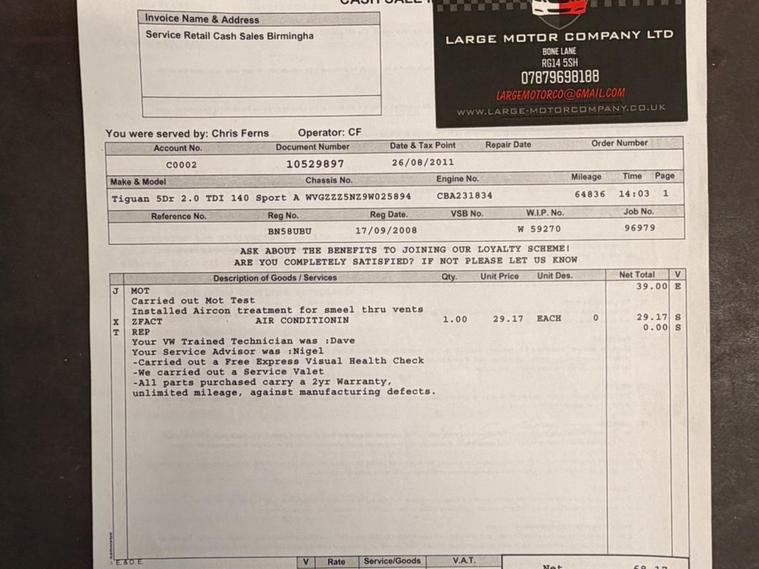 Invoice Name & Address
Service Retail Cash Sales Birmingha
LARGE MOTOR COMPANY LTD
BONE LANE
RG14 5SH
07879698188
LARGEMOTORCO@GMAIL.COM
WWW.LARGE-MOTORCOMPANY.CO.UK
You were served by: Chris Ferns Operator: CF
Account No. Document Number Date & Tax Point Repair Date Order Number
C0002 10529897 26/08/2011
Make & Model Chassis No. Engine No. Mileage Time Page
Tiguan 5Dr 2.0 TDI 140 Sport A WVGZZZ5NZ9W025894 CBA231834 64836 14:03 1
Reference No. Reg No. Reg Date. VSB No. W.I.P. No. Job No.
BN58UBU 17/09/2008 W 59270 96979
ASK ABOUT THE BENEFITS TO JOINING OUR LOYALTY SCHEME!
ARE YOU COMPLETELY SATISFIED? IF NOT PLEASE LET US KNOW
Description of Goods / Services Qty. Unit Price Unit Des. Net Total V
J MOT 39.00 E
Carried out Mot Test
Installed Aircon treatment for smeel thru vents
X ZFACT AIR CONDITIONIN 1.00 29.17 EACH 0 29.17 S
T REP 0.00 S
Your VW Trained Technician was :Dave
Your Service Advisor was :Nigel
-Carried out a Free Express Visual Health Check
-We carried out a Service Valet
-All parts purchased carry a 2yr Warranty,
unlimited mileage, against manufacturing defects.
E.&O.E.
V Rate Service/Goods V.A.T.